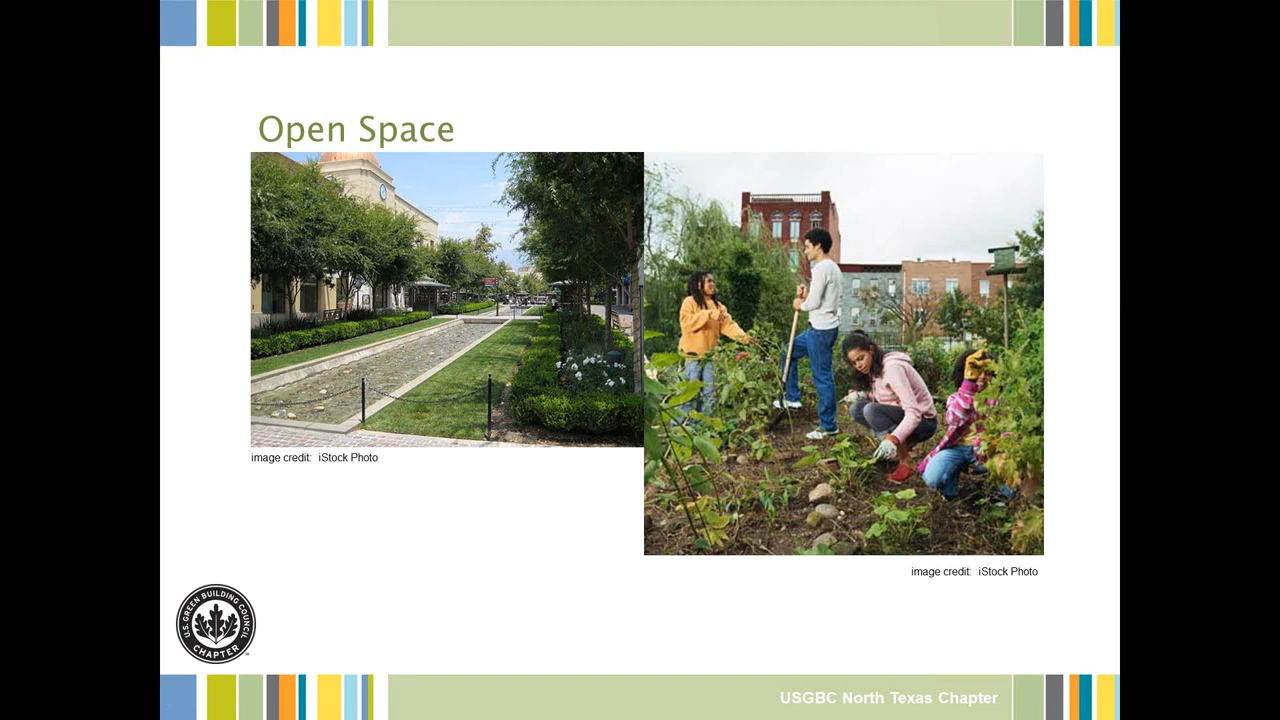 Open Space
image credit:  iStock Photo
image credit:  iStock Photo
U.S. GREEN BUILDING COUNCIL
CHAPTER
USGBC North Texas Chapter